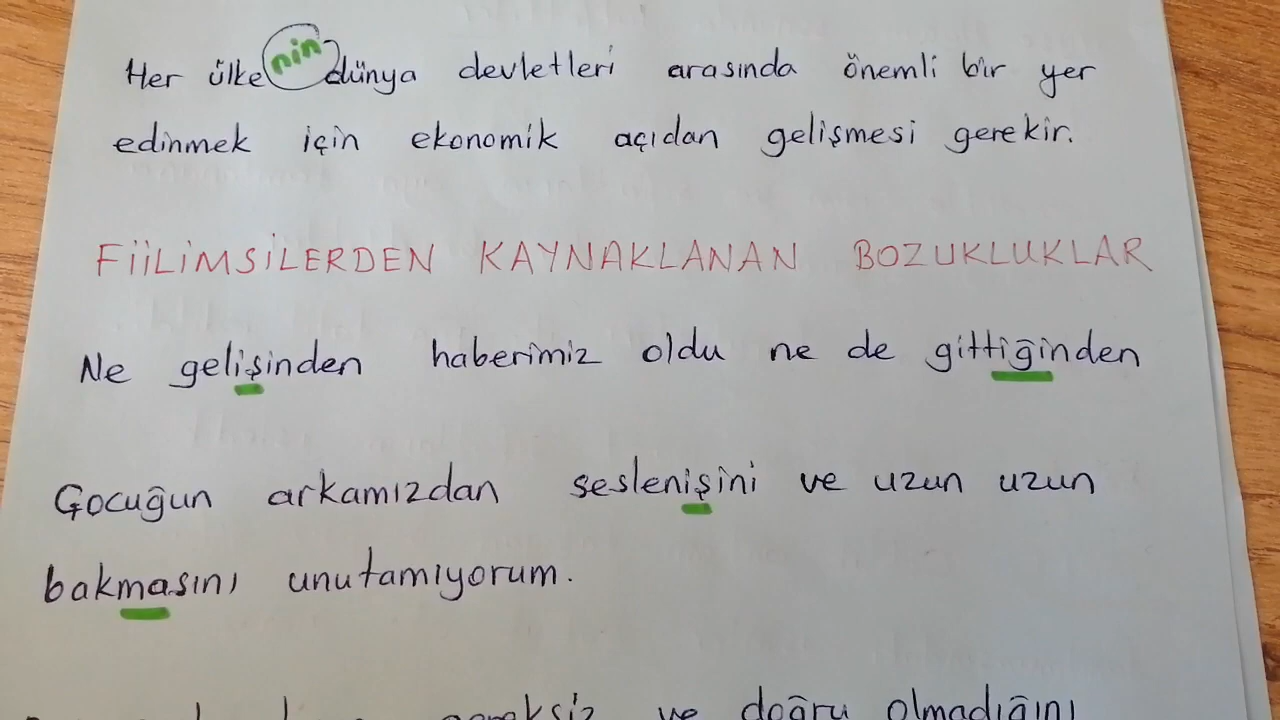 Her ülkenin dünya devletleri arasında önemli bir yer
edinmek için ekonomik açıdan gelişmesi gerekir.
FİİLİMSİLERDEN KAYNAKLANAN BOZUKLUKLAR
Ne gelişinden haberimiz oldu ne de gittiğinden
Çocuğun arkamızdan seslenişini ve uzun uzun
bakmasını unutamıyorum.
ve doğru olmadığını